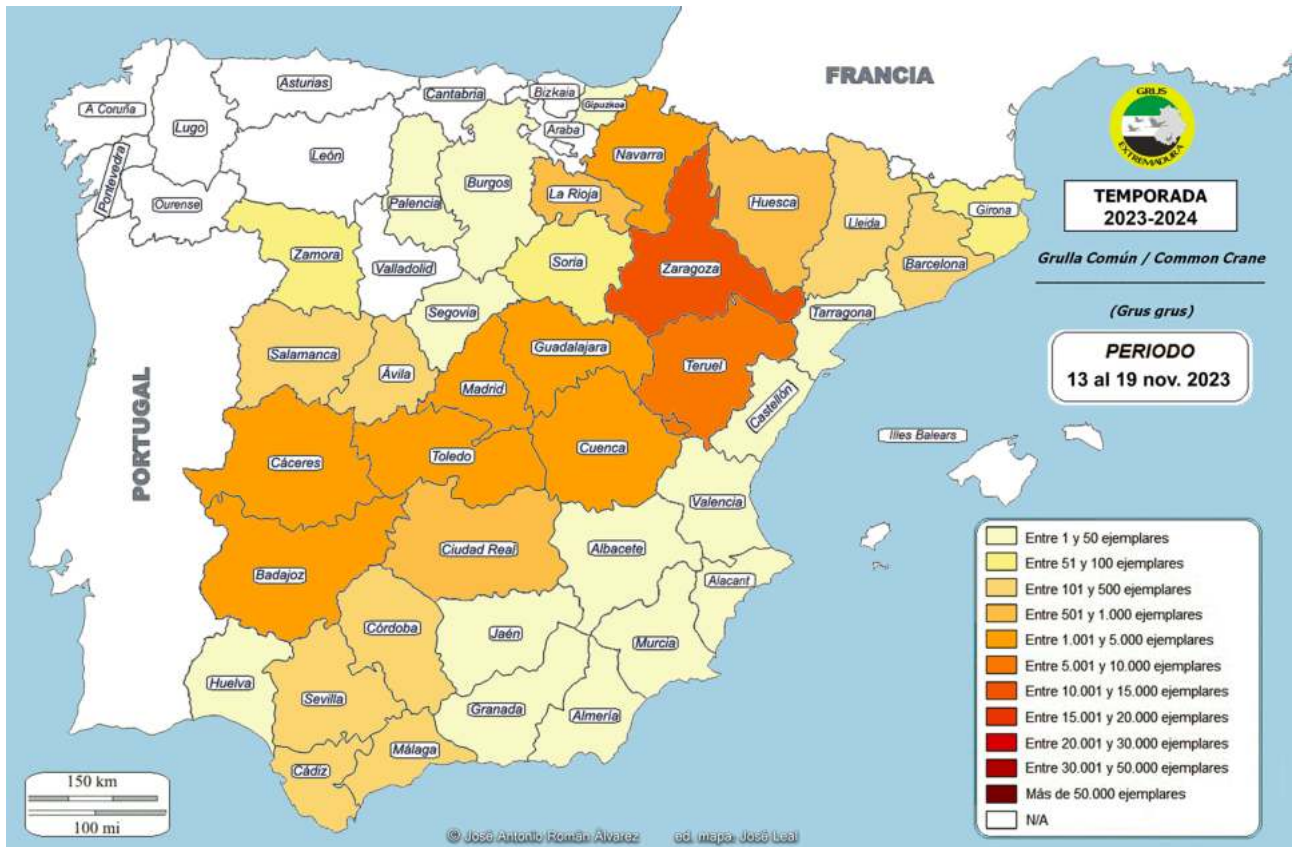 FRANCIA
GRUS
EXTREMADURA
TEMPORADA
2023-2024
Grulla Común / Common Crane
(Grus grus)
PERIODO
13 al 19 nov. 2023
A Coruña
Lugo
Asturias
Cantabria
Bizkaia
Gipuzkoa
Araba
Navarra
Pontevedra
Ourense
León
Palencia
Burgos
La Rioja
Huesca
Lleida
Girona
Barcelona
Zamora
Valladolid
Soria
Zaragoza
Tarragona
Segovia
Salamanca
Ávila
Madrid
Guadalajara
Teruel
Castellón
Illes Balears
PORTUGAL
Cáceres
Toledo
Cuenca
Valencia
Badajoz
Ciudad Real
Albacete
Alacant
Córdoba
Jaén
Murcia
Huelva
Sevilla
Granada
Almería
Málaga
Cádiz
Entre 1 y 50 ejemplares
Entre 51 y 100 ejemplares
Entre 101 y 500 ejemplares
Entre 501 y 1.000 ejemplares
Entre 1.001 y 5.000 ejemplares
Entre 5.001 y 10.000 ejemplares
Entre 10.001 y 15.000 ejemplares
Entre 15.001 y 20.000 ejemplares
Entre 20.001 y 30.000 ejemplares
Entre 30.001 y 50.000 ejemplares
Más de 50.000 ejemplares
N/A
150 km
100 mi
© José Antonio Román Álvarez ed. mapa: José Leal